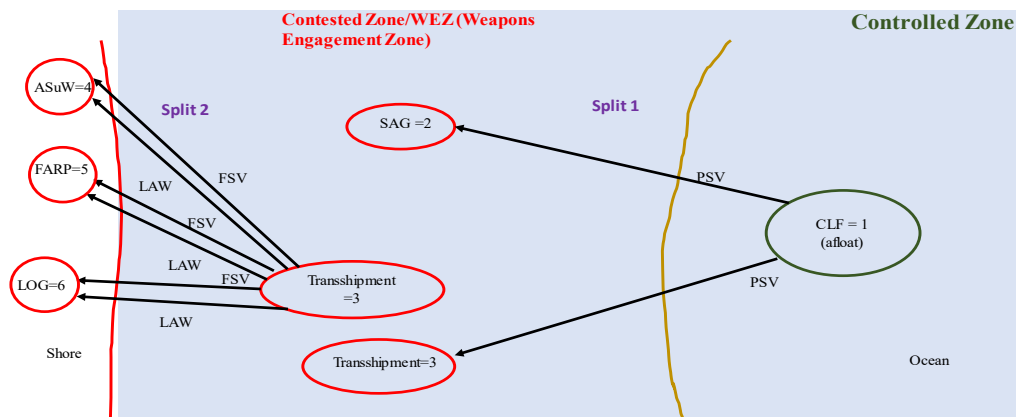 Contested Zone/WEZ (Weapons
Engagement Zone)
Controlled Zone
ASuW=4
Split 2
Split 1
SAG =2
FARP=5
LAW
FSV
PSV
FSV
CLF = 1
(afloat)
LAW
FSV
Transshipment
=3
PSV
LOG=6
LAW
Shore
Transshipment=3
Ocean